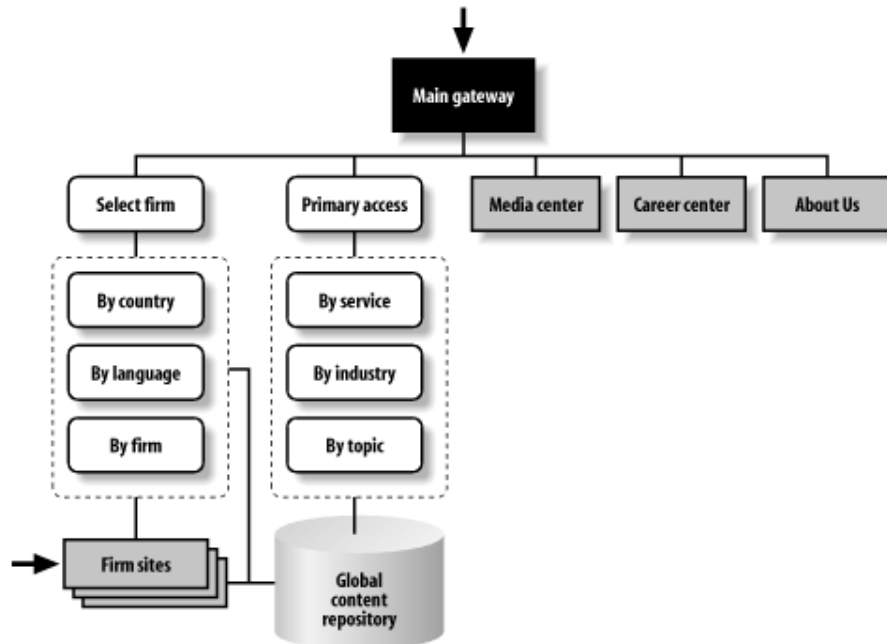 Main gateway
Select firm
Primary access
Media center
Career center
About Us
By country
By language
By firm
By service
By industry
By topic
Firm sites
Global
content
repository